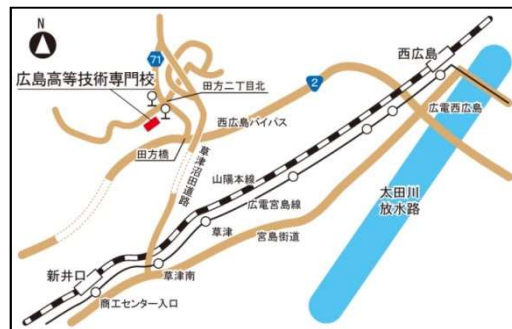 N
71
広島高等技術専門校
田方二丁目北
西広島
2
広電西広島
西広島バイパス
田方橋
草津沼田道路
山陽本線
広電宮島線
太田川
放水路
草津
宮島街道
新井口
草津南
商工センター入口